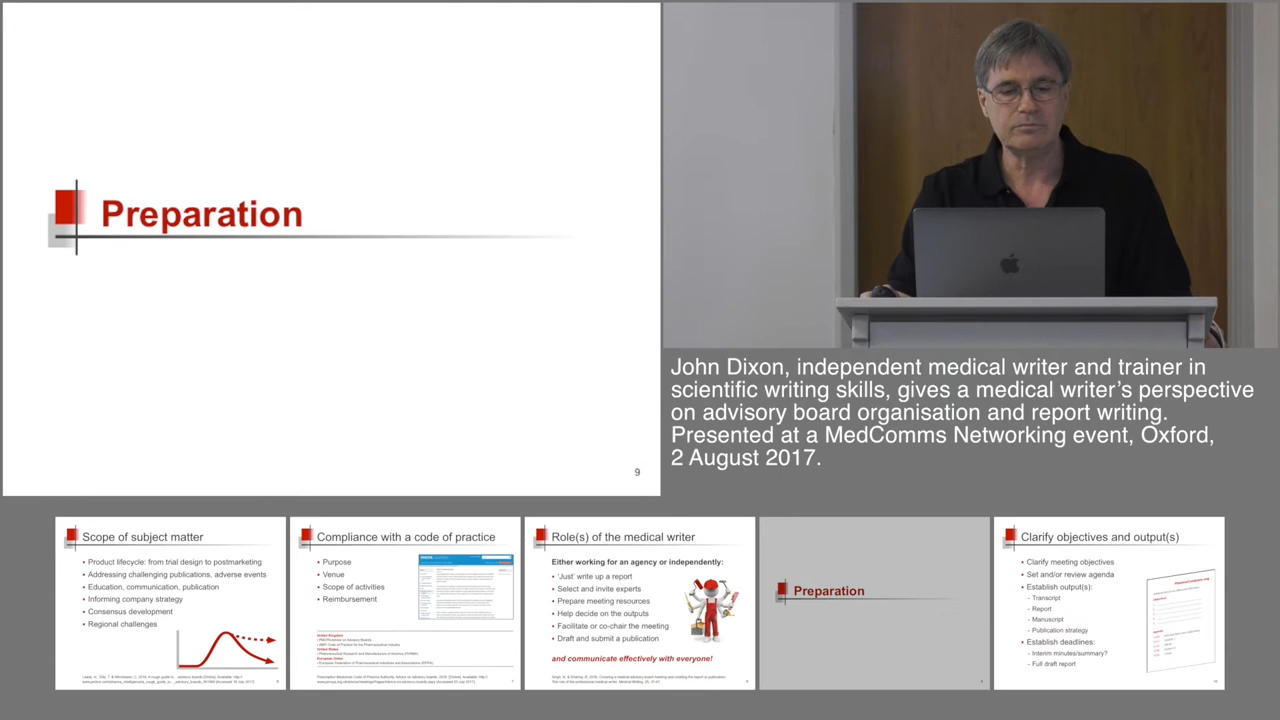 Preparation
9
John Dixon, independent medical writer and trainer in
scientific writing skills, gives a medical writer's perspective
on advisory board organisation and report writing.
Presented at a MedComms Networking event, Oxford,
2 August 2017.
Scope of subject matter
• Product lifecycle: from trial design to postmarketing
• Addressing challenging publications, adverse events
• Education, communication, publication
• Informing company strategy
• Consensus development
• Regional challenges
Compliance with a code of practice
• Purpose
• Venue
• Scope of activities
• Reimbursement
United Kingdom
United States
European Union
Role(s) of the medical writer
Either working for an agency or independently:
• 'Just' write up a report
• Select and invite experts
• Prepare meeting resources
• Help decide on the outputs
• Facilitate or co-chair the meeting
• Draft and submit a publication
and communicate effectively with everyone!
Preparation
Clarify objectives and output(s)
• Clarify meeting objectives
• Set and/or review agenda
• Establish output(s):
- Transcript
- Report
- Manuscript
- Publication strategy
• Establish deadlines:
- Interim minutes/summary?
- Full draft report